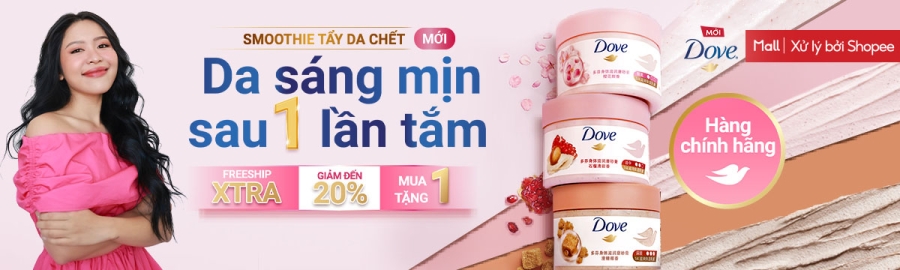 SMOOTHIE TẨY DA CHẾT MỚI
Da sáng mịn
sau 1 lần tắm
FREESHIP
XTRA
GIẢM ĐẾN
20%
MUA 1
TẶNG
Dove
Dove
Dove
MỚI
Dove
Mall | Xử lý bởi Shopee
Hàng
chính hãng